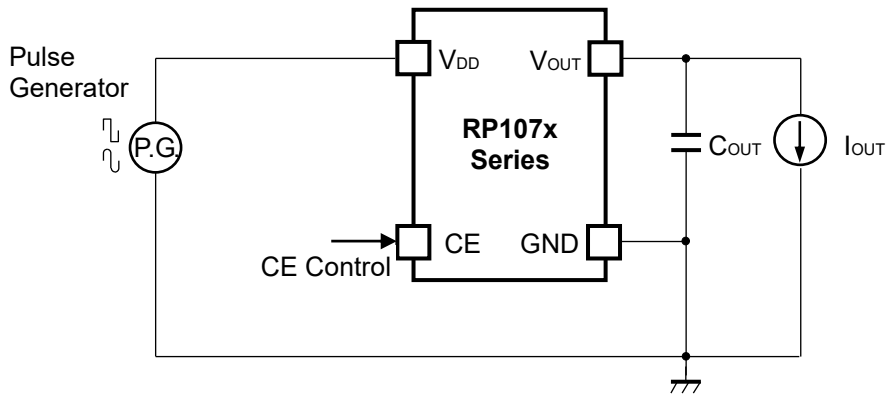 Pulse
Generator
P.G.
VDD
VOUT
RP107x
Series
COUT
IOUT
CE
GND
CE Control